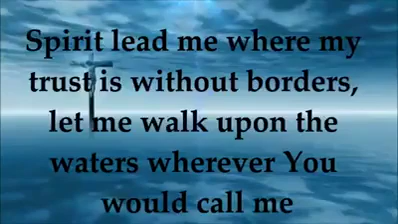 Spirit lead me where my
trust is without borders,
let me walk upon the
waters wherever You
would call me